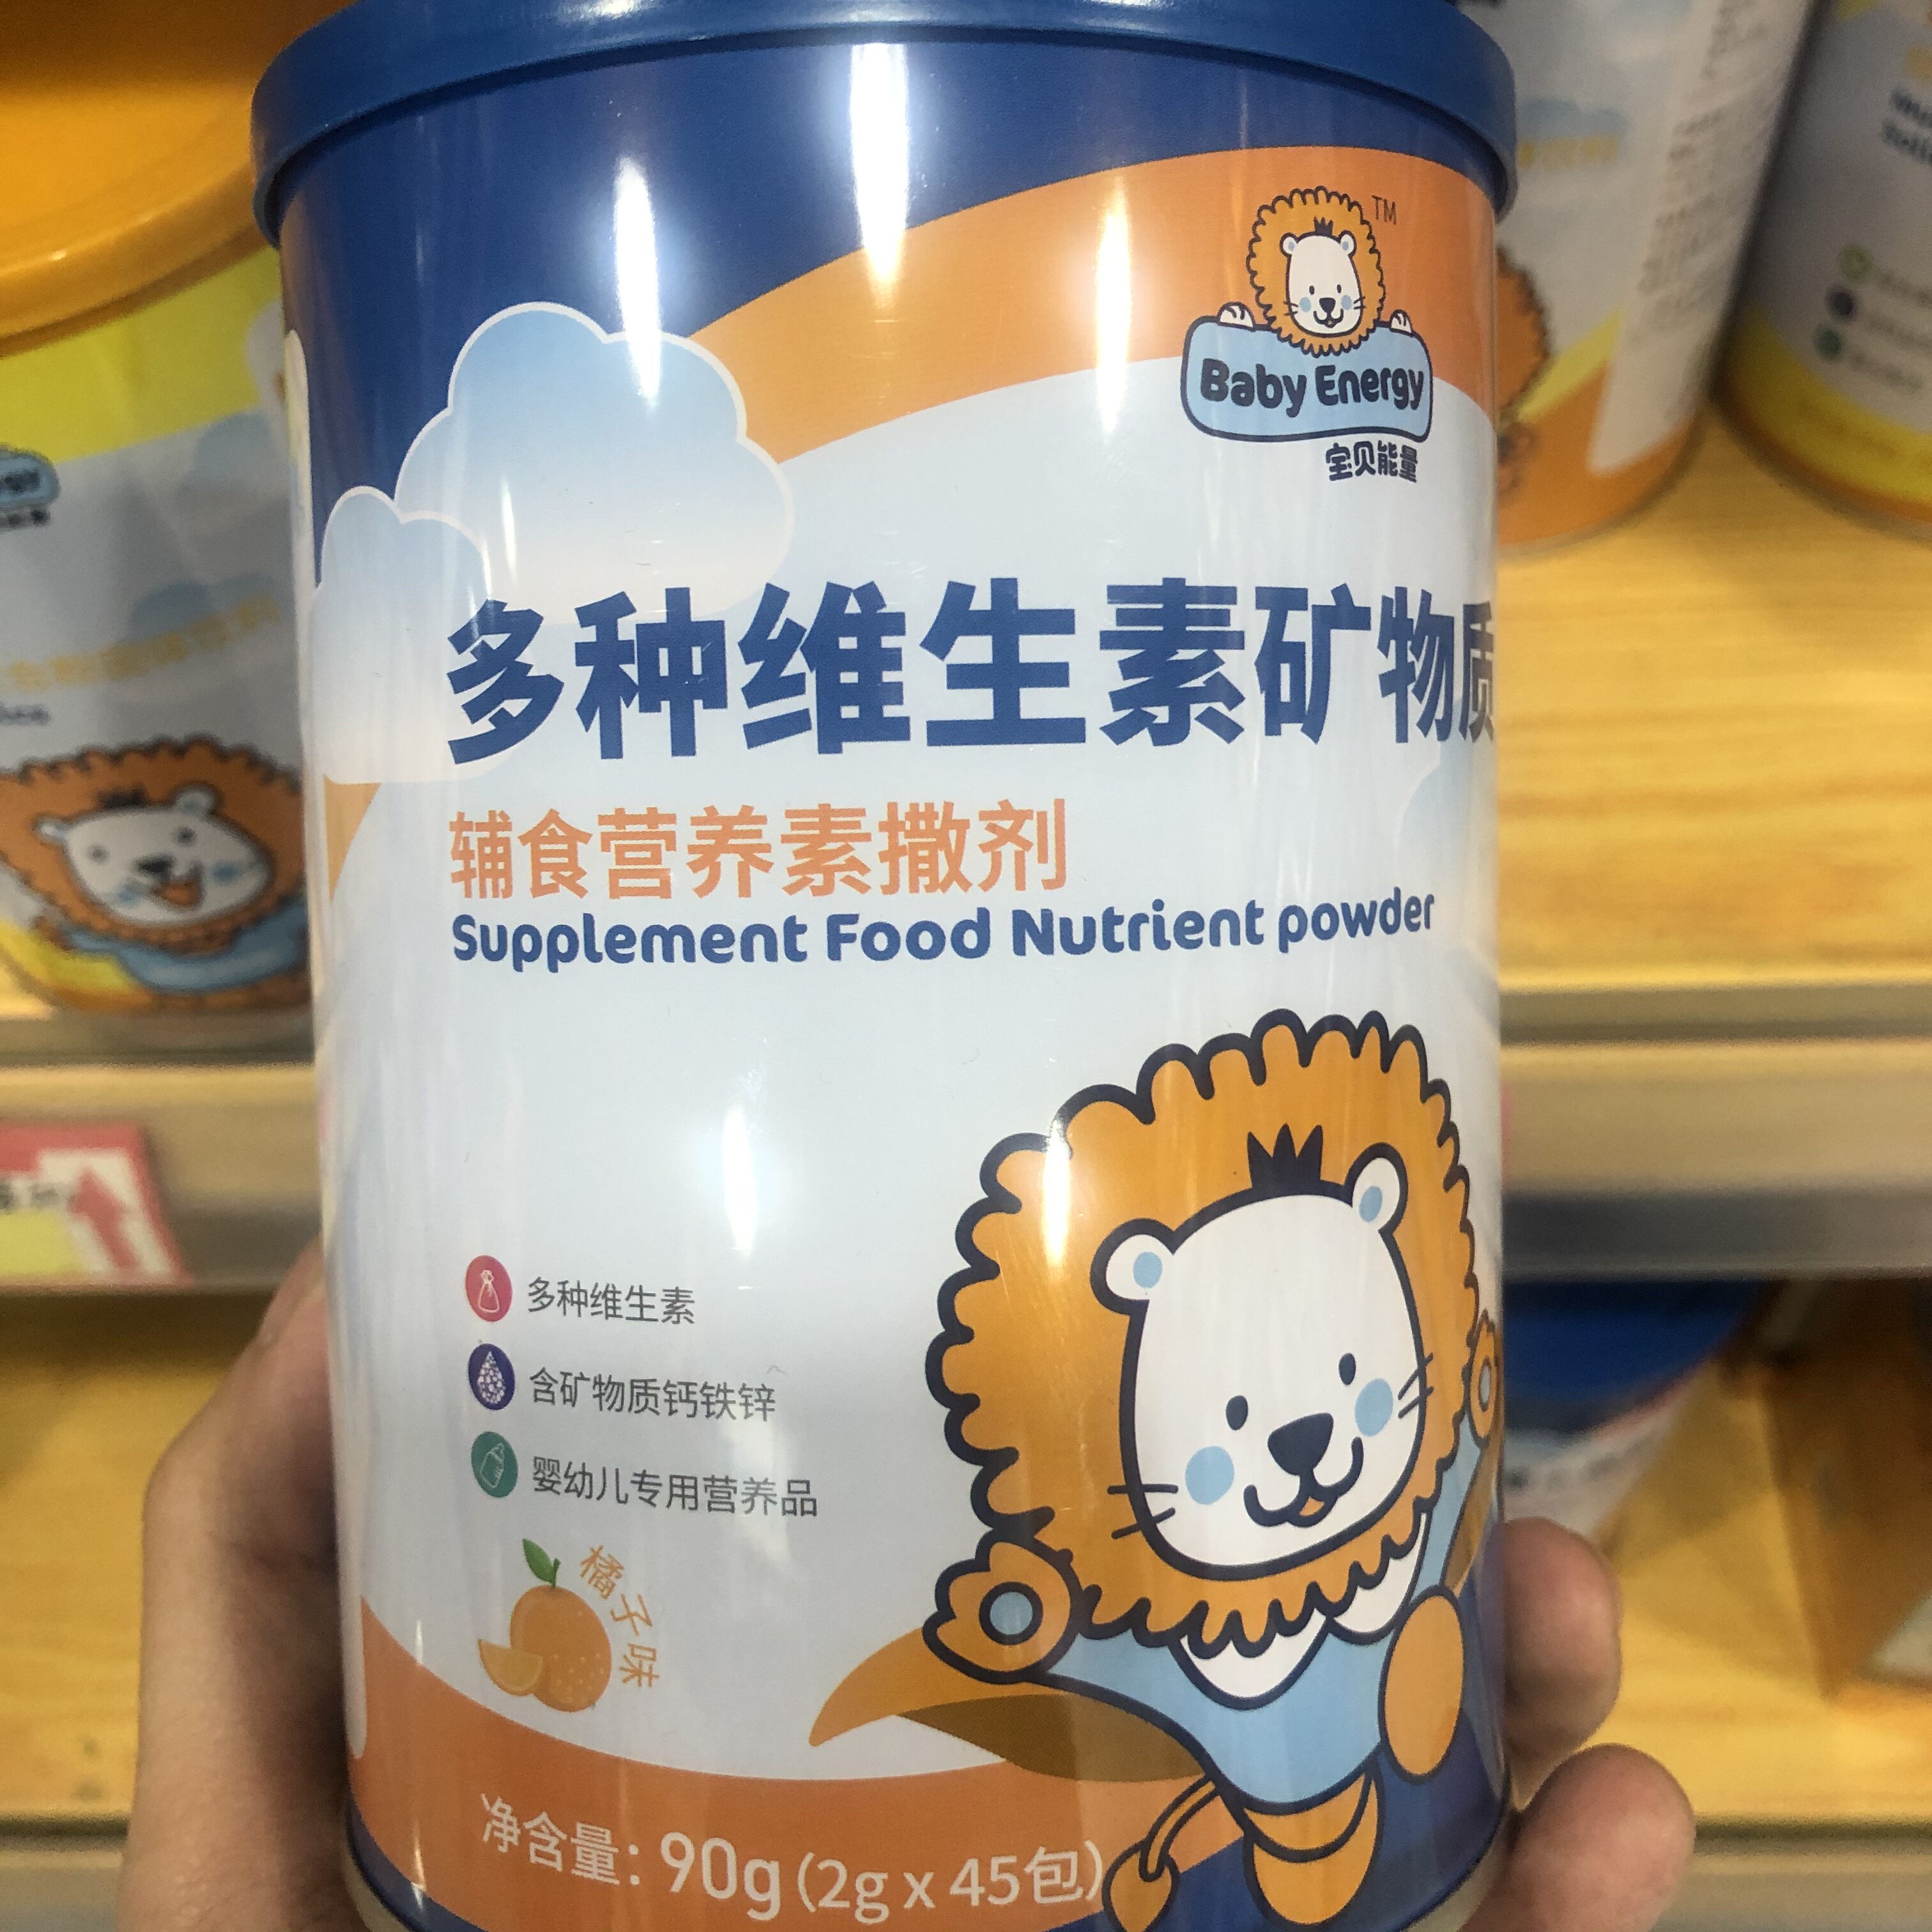 TM
Baby Energy
宝贝能量
多种维生素矿物质
辅食营养素撒剂
Supplement Food Nutrient powder
多种维生素
含矿物质钙铁锌
婴幼儿专用营养品
橘子味
净含量: 90g (2g x 45包)